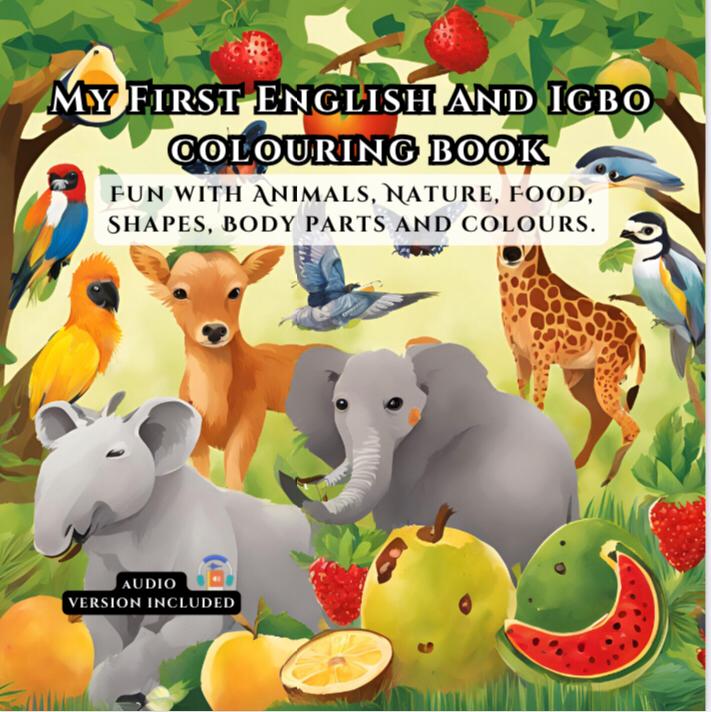 My First English and Igbo
colouring book
Fun with Animals, Nature, Food,
Shapes, Body parts and colours.
Audio
version included